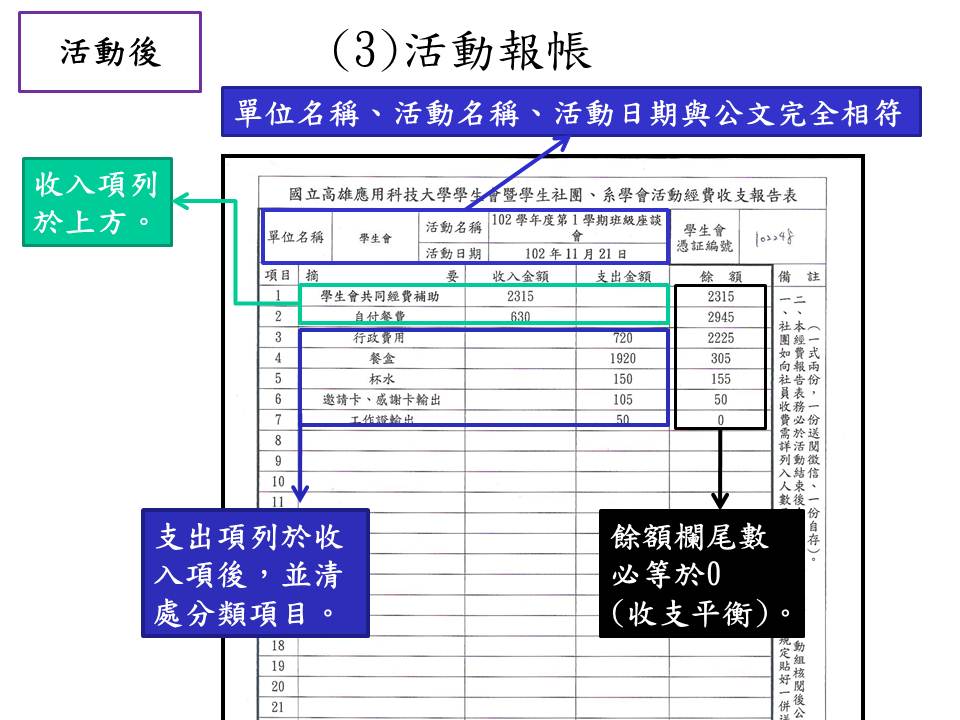 活動後
(3)活動報帳
單位名稱、活動名稱、活動日期與公文完全相符
收入項列
於上方。
國立高雄應用科技大學學生會暨學生社團、系學會活動經費收支報告表
單位名稱 學生會 活動名稱 102學年度第1學期班級座談會 學生會憑証編號 102248
活動日期 102年11月21日
項目 摘 要 收入金額 支出金額 餘 額 備 註
1 學生會共同經費補助 2315 2315
2 自付餐費 630 2945
3 行政費用 720 2225
4 餐盒 1920 305
5 杯水 150 155
6 邀請卡、感謝卡輸出 105 50
7 工作證輸出 50 0
8
9
10
11
18
19
20
21
一、社團如向社員收費需詳列入人數
二、本經費報告表務必於活動結束後
(一式兩份,一份送閱徵信、一份自存)。
動組核閱後公
規定貼好一併送
支出項列於收
入項後,並清
處分類項目。
餘額欄尾數
必等於0
(收支平衡)。